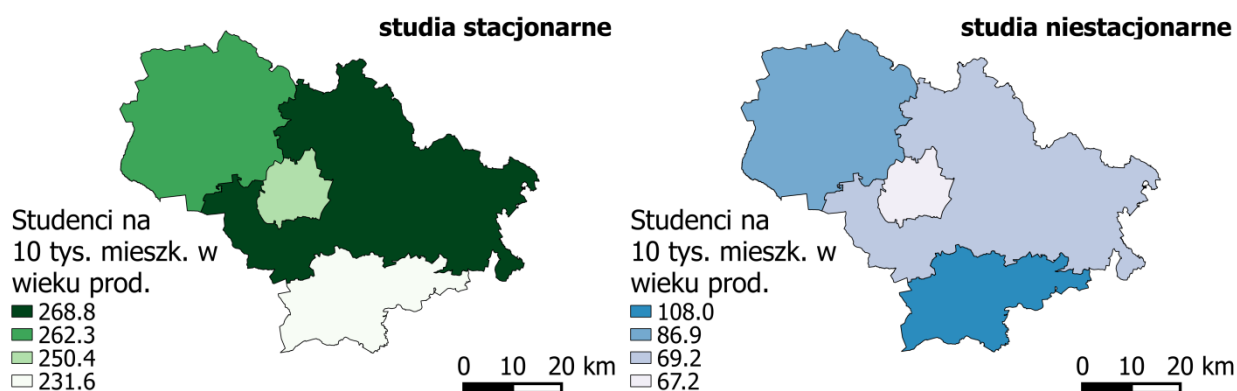 studia stacjonarne
Studenci na
10 tys. mieszk. w
wieku prod.
268.8
262.3
250.4
231.6
0 10 20 km
studia niestacjonarne
Studenci na
10 tys. mieszk. w
wieku prod.
108.0
86.9
69.2
67.2
0 10 20 km